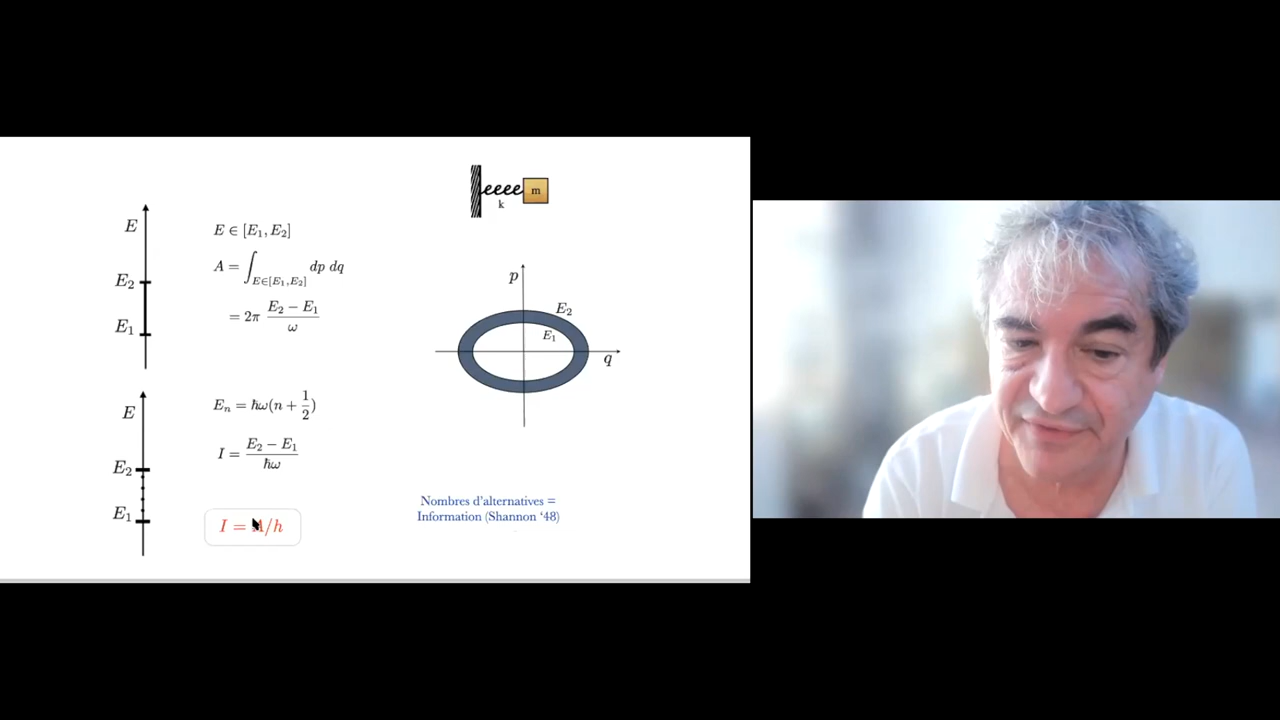 m
k
E
E₂
E₁
E ∈ [E₁, E₂]
A = ∫_{E∈[E₁,E₂]} dp dq
= 2π (E₂ − E₁)/ω
p
E₂
E₁
q
E
E₂
E₁
Eₙ = ℏω(n + 1/2)
I = (E₂ − E₁)/ℏω
I = A/h
Nombres d'alternatives =
Information (Shannon '48)